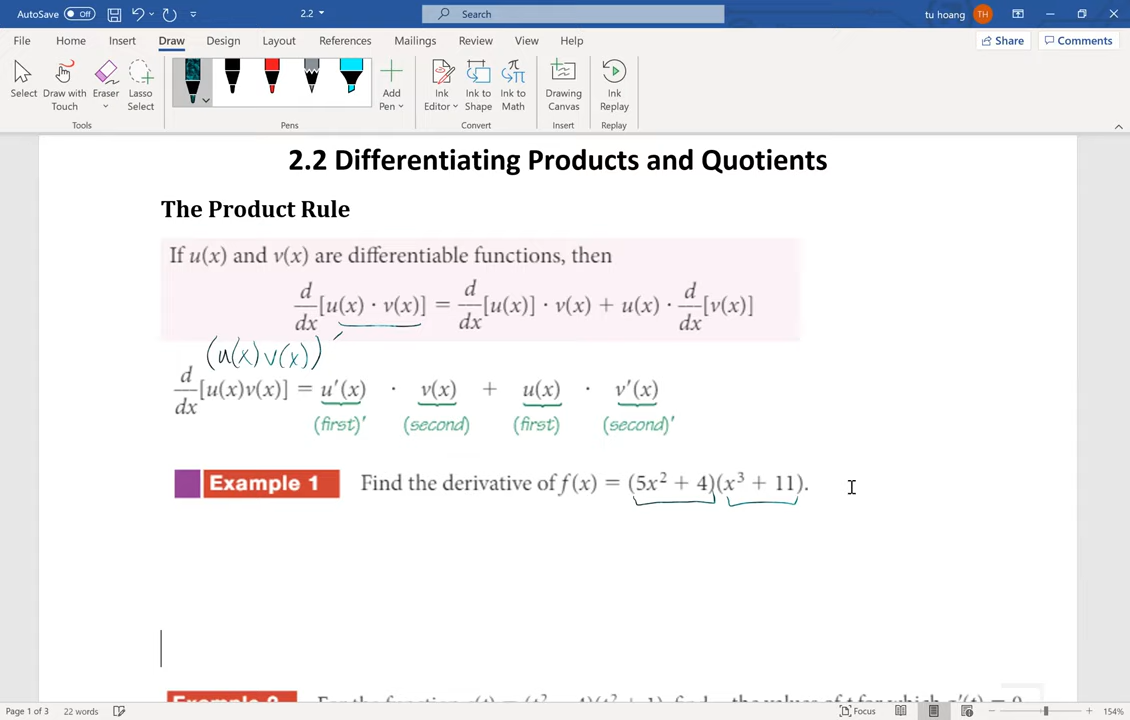 AutoSave Off 2.2 Search tu hoang TH
File Home Insert Draw Design Layout References Mailings Review View Help Share Comments
Select Draw with Touch Eraser Lasso Select Add Pen Ink Editor Ink to Shape Ink to Math Drawing Canvas Ink Replay
Tools Pens Convert Insert Replay
2.2 Differentiating Products and Quotients
The Product Rule
If u(x) and v(x) are differentiable functions, then
d/dx [u(x) · v(x)] = d/dx [u(x)] · v(x) + u(x) · d/dx [v(x)]
(u(x) v(x))'
d/dx [u(x)v(x)] = u'(x) · v(x) + u(x) · v'(x)
(first)' (second) (first) (second)'
Example 1 Find the derivative of f(x) = (5x² + 4)(x³ + 11).
Page 1 of 3 22 words Focus 154%